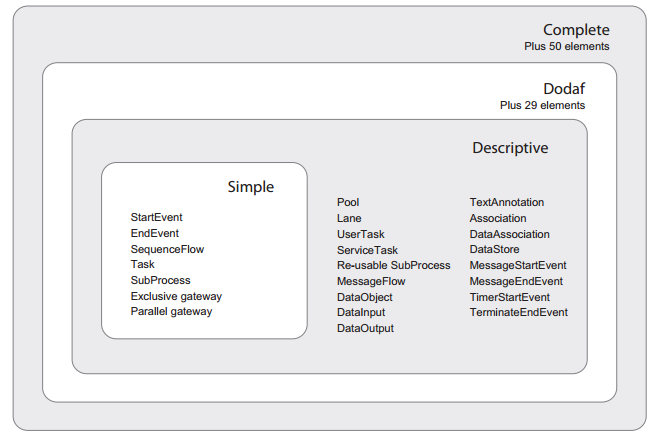 Complete
Plus 50 elements
Dodaf
Plus 29 elements
Descriptive
Simple
StartEvent
EndEvent
SequenceFlow
Task
SubProcess
Exclusive gateway
Parallel gateway
Pool
Lane
UserTask
ServiceTask
Re-usable SubProcess
MessageFlow
DataObject
DataInput
DataOutput
TextAnnotation
Association
DataAssociation
DataStore
MessageStartEvent
MessageEndEvent
TimerStartEvent
TerminateEndEvent